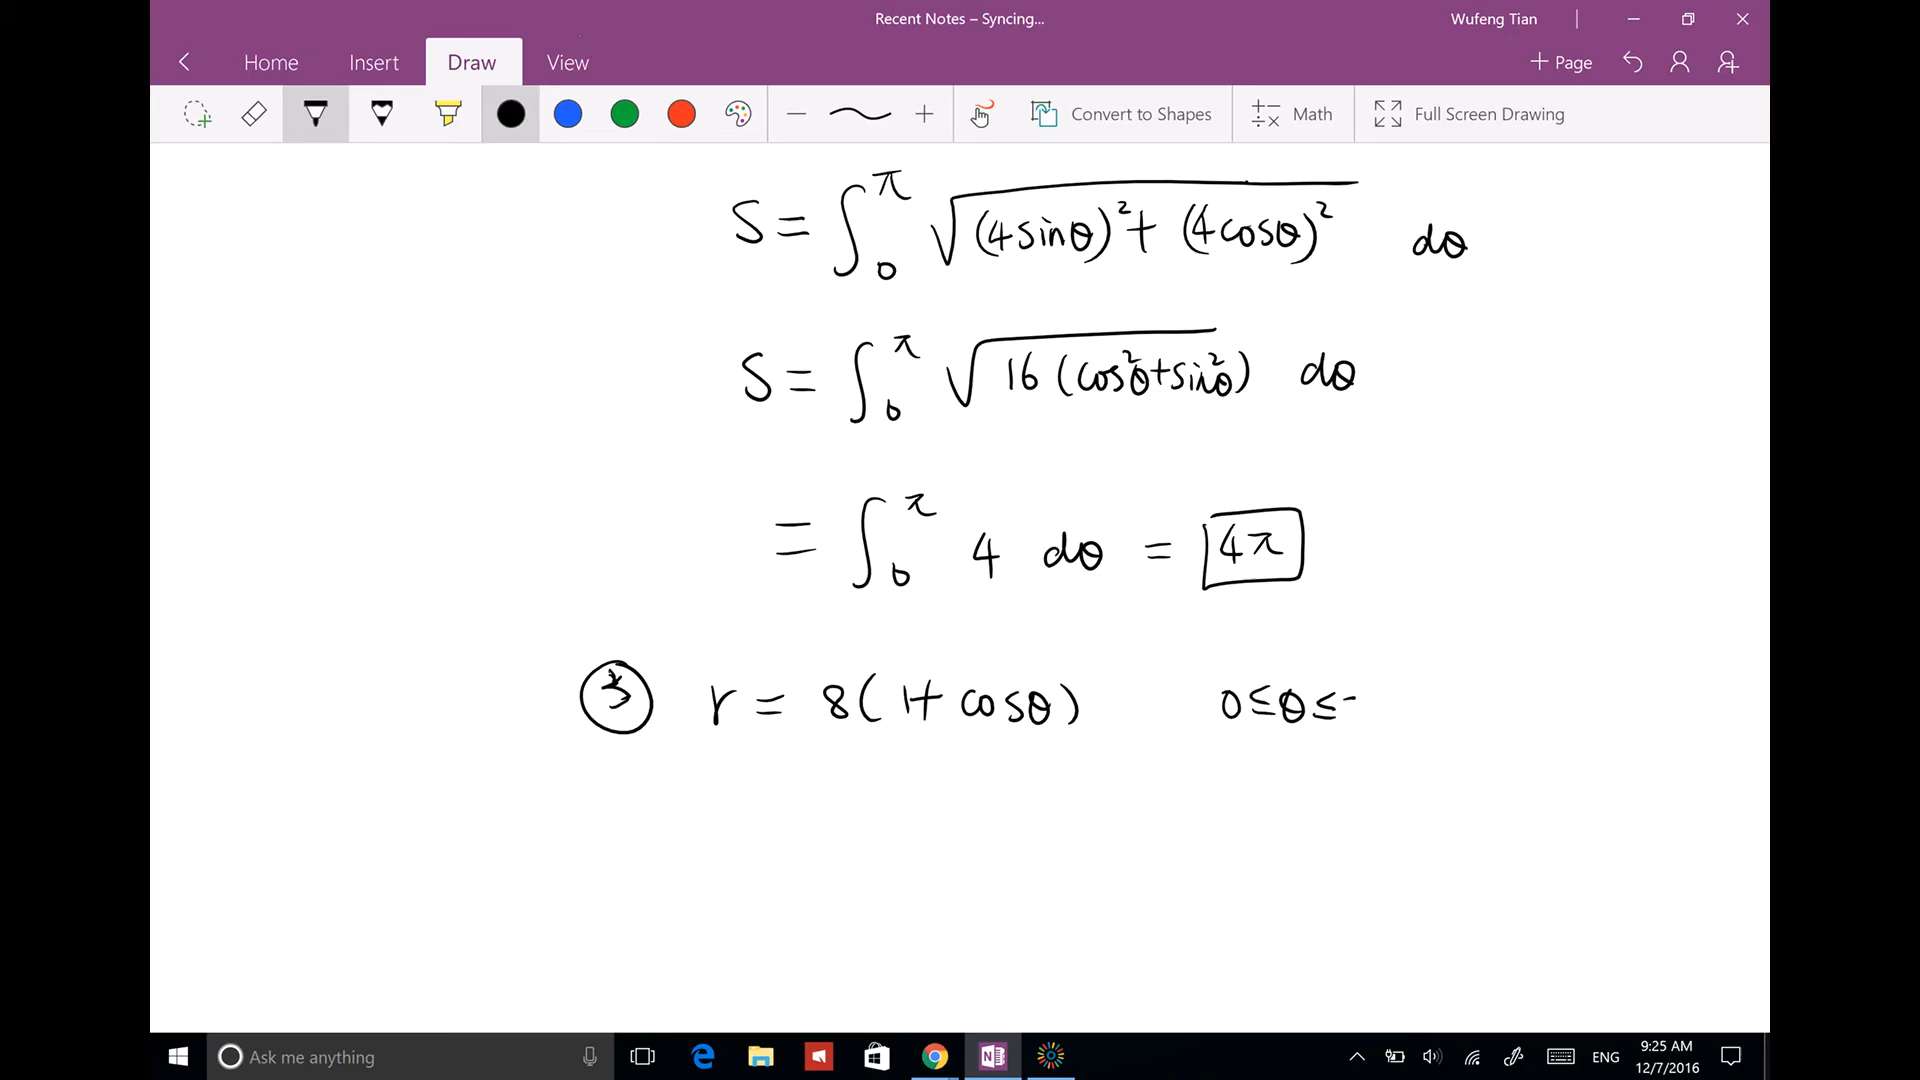 Recent Notes – Syncing...
Wufeng Tian
Home Insert Draw View
Page
Convert to Shapes
Math
Full Screen Drawing
S = ∫₀^π √((4sinθ)² + (4cosθ)²) dθ
S = ∫₀^π √(16(cos²θ+sin²θ)) dθ
= ∫₀^π 4 dθ = 4π
③ r = 8(1+cosθ) 0≤θ≤
Ask me anything
ENG
9:25 AM
12/7/2016